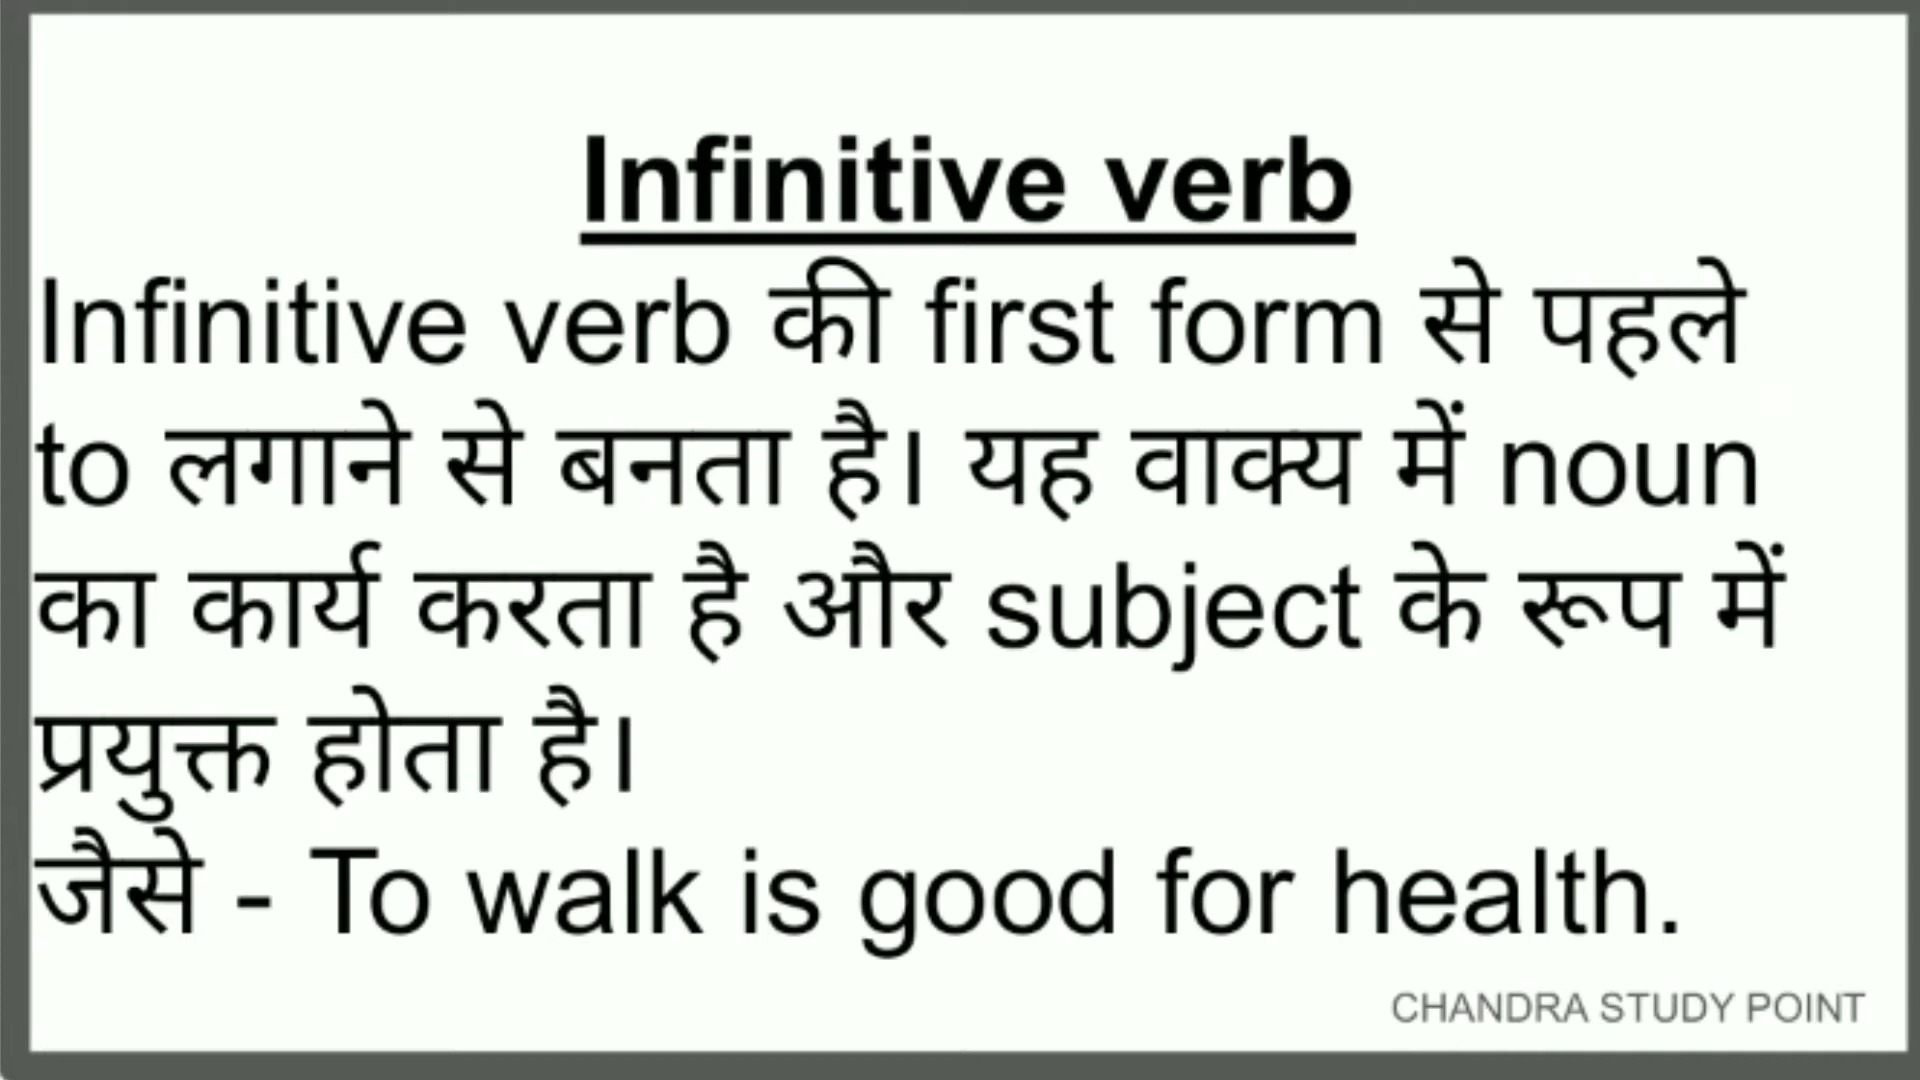 Infinitive verb
Infinitive verb की first form से पहले
to लगाने से बनता है। यह वाक्य में noun
का कार्य करता है और subject के रूप में
प्रयुक्त होता है।
जैसे - To walk is good for health.
CHANDRA STUDY POINT